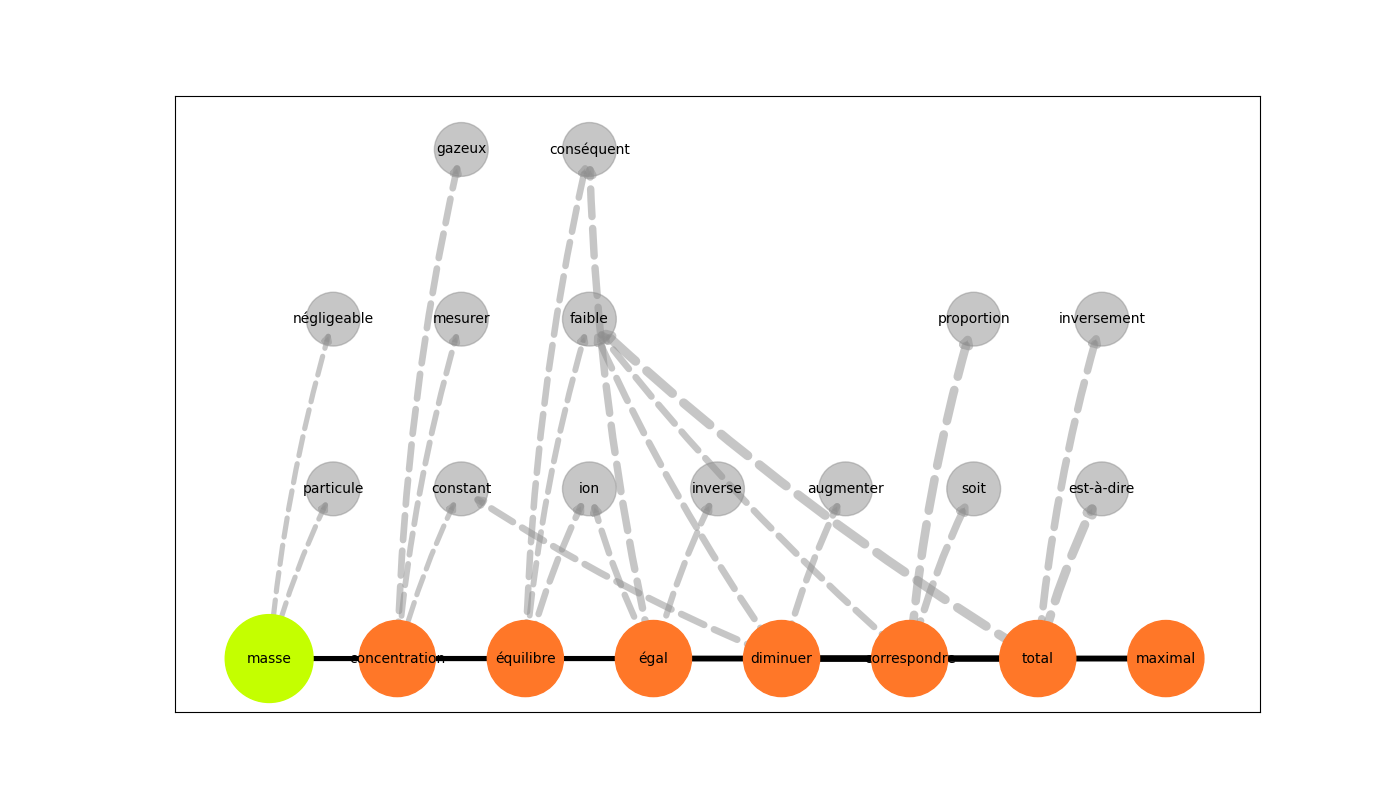 gazeux conséquent
négligeable mesurer faible proportion inversement
particule constant ion inverse augmenter soit est-à-dire
masse concentration équilibre égal diminuer correspondre total maximal